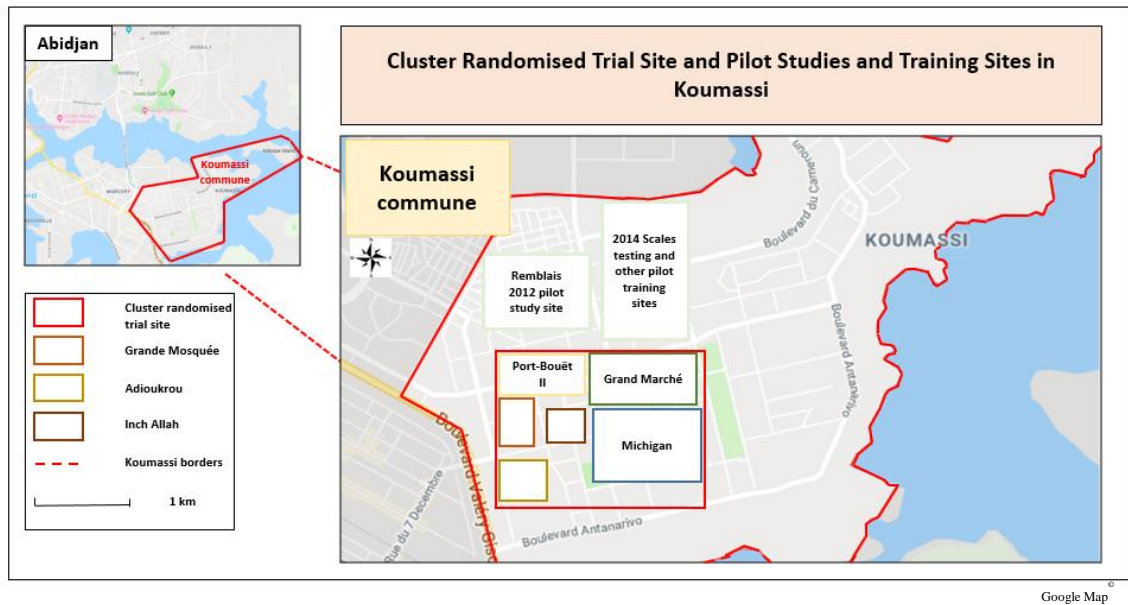 Abidjan
Koumassi
commune
Cluster Randomised Trial Site and Pilot Studies and Training Sites in
Koumassi
Cluster randomised
trial site
Grande Mosquée
Adioukrou
Inch Allah
Koumassi borders
1 km
Koumassi
commune
Remblais
2012 pilot
study site
2014 Scales
testing and
other pilot
training
sites
Boulevard du Cameroun
KOUMASSI
Port-Bouët
II
Grand Marché
Michigan
Boulevard Antanarivo
Boulevard Valéry Gisc
Rue du 7 Decembre
Boulevard Antanarivo
©
Google Map